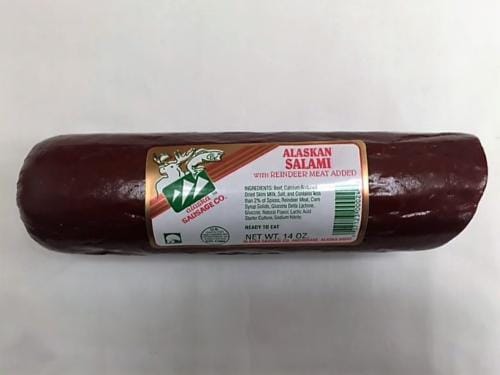 ALASKAN
SALAMI
WITH REINDEER MEAT ADDED
INGREDIENTS: Beef, Calcium Reduced
Dried Skim Milk, Salt, and Contains less
than 2% of Spices, Reindeer Meat, Corn
Syrup Solids, Glucono Delta Lactone,
Glucose, Natural Flavor, Lactic Acid
Starter Culture, Sodium Nitrite.
READY TO EAT
NET WT. 14 OZ.
SAUSAGE CO.